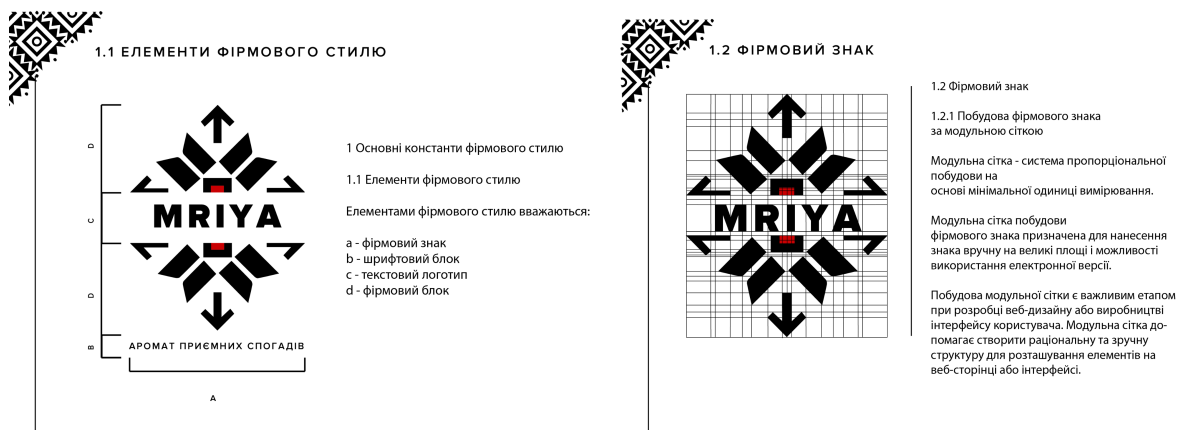 1.1 ЕЛЕМЕНТИ ФІРМОВОГО СТИЛЮ
D
C
D
B
MRIYA
АРОМАТ ПРИЄМНИХ СПОГАДІВ
A
1 Основні константи фірмового стилю
1.1 Елементи фірмового стилю
Елементами фірмового стилю вважаються:
a - фірмовий знак
b - шрифтовий блок
c - текстовий логотип
d - фірмовий блок
1.2 ФІРМОВИЙ ЗНАК
MRIYA
1.2 Фірмовий знак
1.2.1 Побудова фірмового знака
за модульною сіткою
Модульна сітка - система пропорціональної
побудови на
основі мінімальної одиниці вимірювання.
Модульна сітка побудови
фірмового знака призначена для нанесення
знака вручну на великі площі і можливості
використання електронної версії.
Побудова модульної сітки є важливим етапом
при розробці веб-дизайну або виробництві
інтерфейсу користувача. Модульна сітка до-
помагає створити раціональну та зручну
структуру для розташування елементів на
веб-сторінці або інтерфейсі.